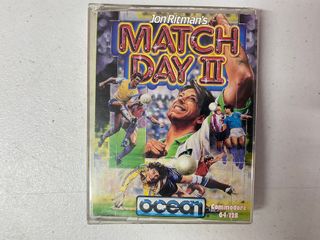 Jon Ritman's
MATCH
DAY II
ocean
Commodore
64/128